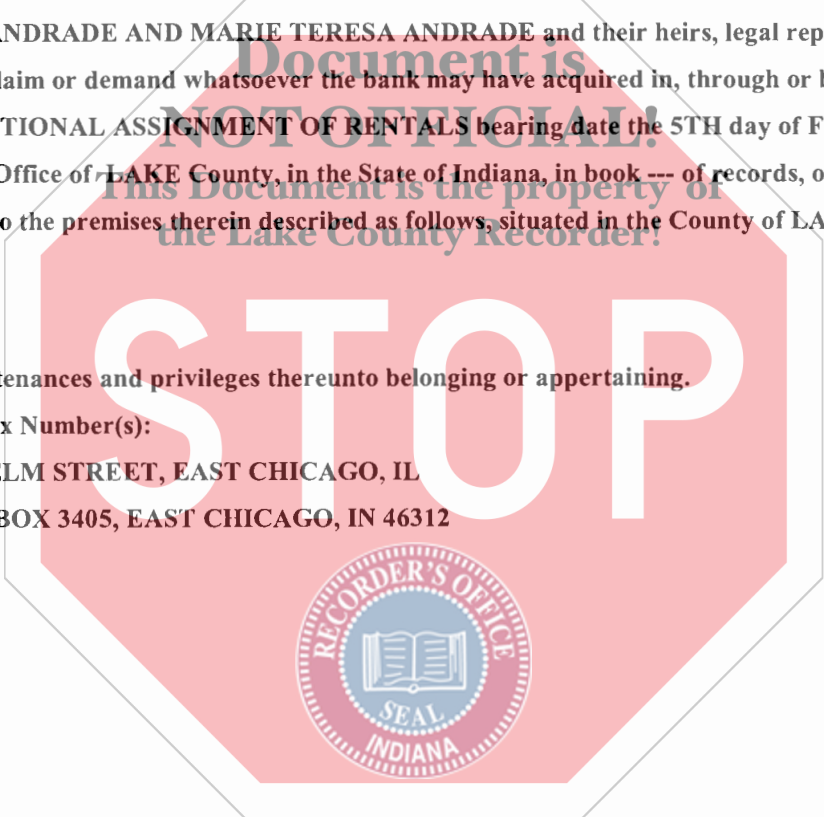 ANDRADE AND MARIE TERESA ANDRADE and their heirs, legal rep
Document is
laim or demand whatsoever the bank may have acquired in, through or b
NOT OFFICIAL!
TIONAL ASSIGNMENT OF RENTALS bearing date the 5TH day of F
Office of LAKE County, in the State of Indiana, in book --- of records, o
This Document is the property of
o the premises therein described as follows, situated in the County of LA
the Lake County Recorder!
STOP
tenances and privileges thereunto belonging or appertaining.
x Number(s):
ELM STREET, EAST CHICAGO, IL
BOX 3405, EAST CHICAGO, IN 46312
RECORDER'S OFFICE
SEAL
INDIANA